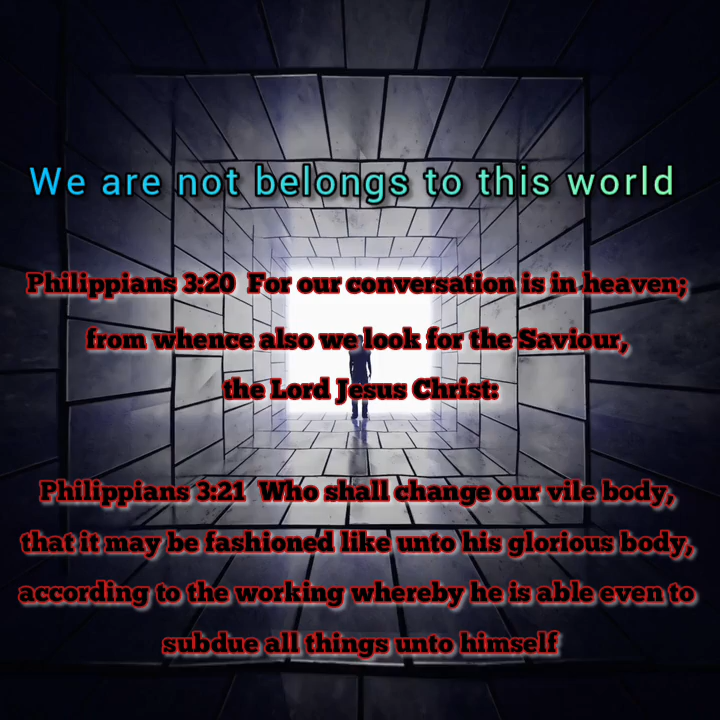 We are not belongs to this world
Philippians 3:20  For our conversation is in heaven;
from whence also we look for the Saviour,
the Lord Jesus Christ:
Philippians 3:21  Who shall change our vile body,
that it may be fashioned like unto his glorious body,
according to the working whereby he is able even to
subdue all things unto himself